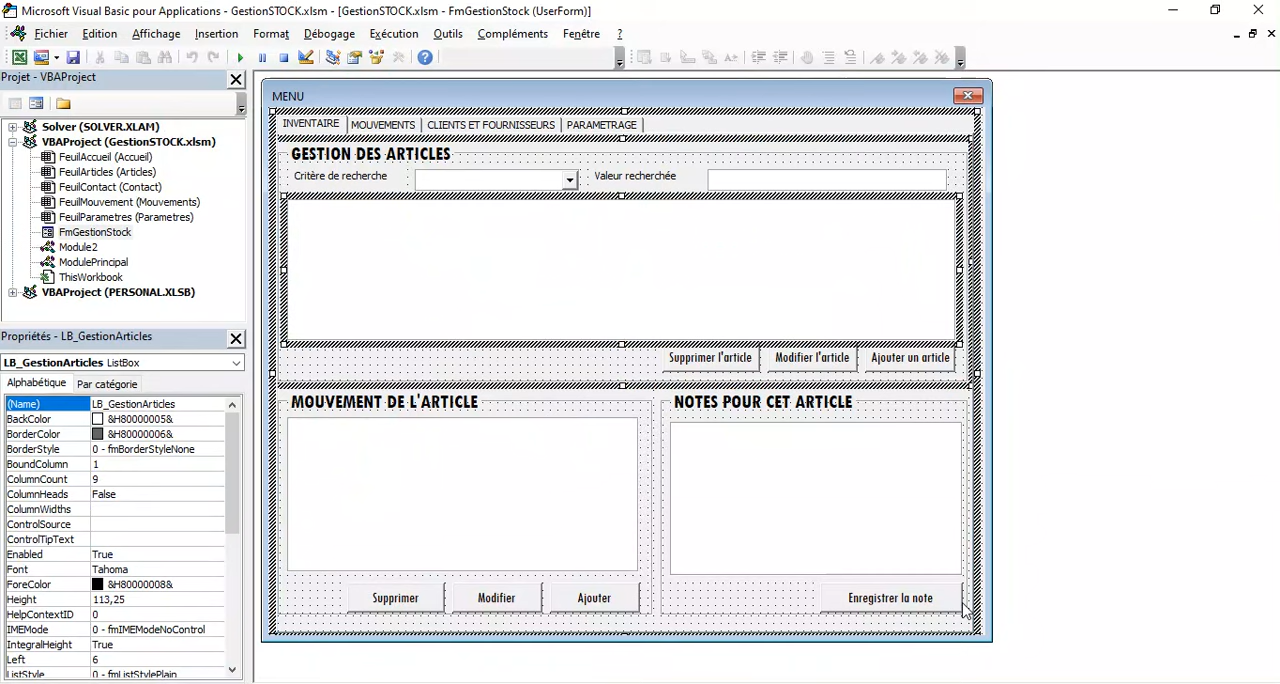 Microsoft Visual Basic pour Applications - GestionSTOCK.xlsm - [GestionSTOCK.xlsm - FmGestionStock (UserForm)]
Fichier Edition Affichage Insertion Format Débogage Exécution Outils Compléments Fenêtre ?
Projet - VBAProject
Solver (SOLVER.XLAM)
VBAProject (GestionSTOCK.xlsm)
FeuilAccueil (Accueil)
FeuilArticles (Articles)
FeuilContact (Contact)
FeuilMouvement (Mouvements)
FeuilParametres (Parametres)
FmGestionStock
Module2
ModulePrincipal
ThisWorkbook
VBAProject (PERSONAL.XLSB)
Propriétés - LB_GestionArticles
LB_GestionArticles ListBox
Alphabétique Par catégorie
(Name) LB_GestionArticles
BackColor &H80000005&
BorderColor &H80000006&
BorderStyle 0 - fmBorderStyleNone
BoundColumn 1
ColumnCount 9
ColumnHeads False
ColumnWidths
ControlSource
ControlTipText
Enabled True
Font Tahoma
ForeColor &H80000008&
Height 113,25
HelpContextID 0
IMEMode 0 - fmIMEModeNoControl
IntegralHeight True
Left 6
ListStyle 0 - fmListStylePlain
MENU
INVENTAIRE MOUVEMENTS CLIENTS ET FOURNISSEURS PARAMETRAGE
GESTION DES ARTICLES
Critère de recherche Valeur recherchée
Supprimer l'article Modifier l'article Ajouter un article
MOUVEMENT DE L'ARTICLE NOTES POUR CET ARTICLE
Supprimer Modifier Ajouter Enregistrer la note